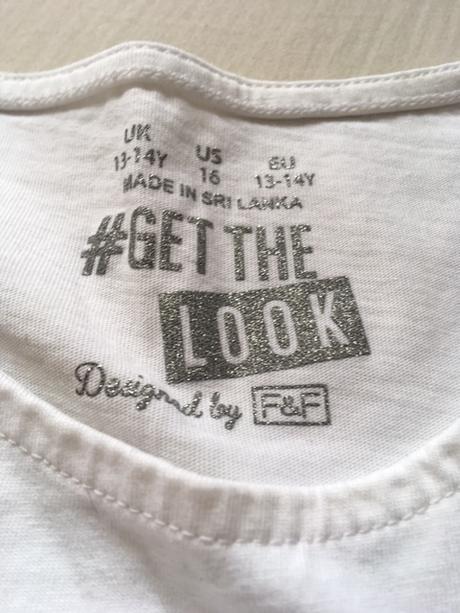 UK US EU
13-14Y 16 13-14Y
MADE IN SRI LANKA
#GET THE
LOOK
Designed by F&F